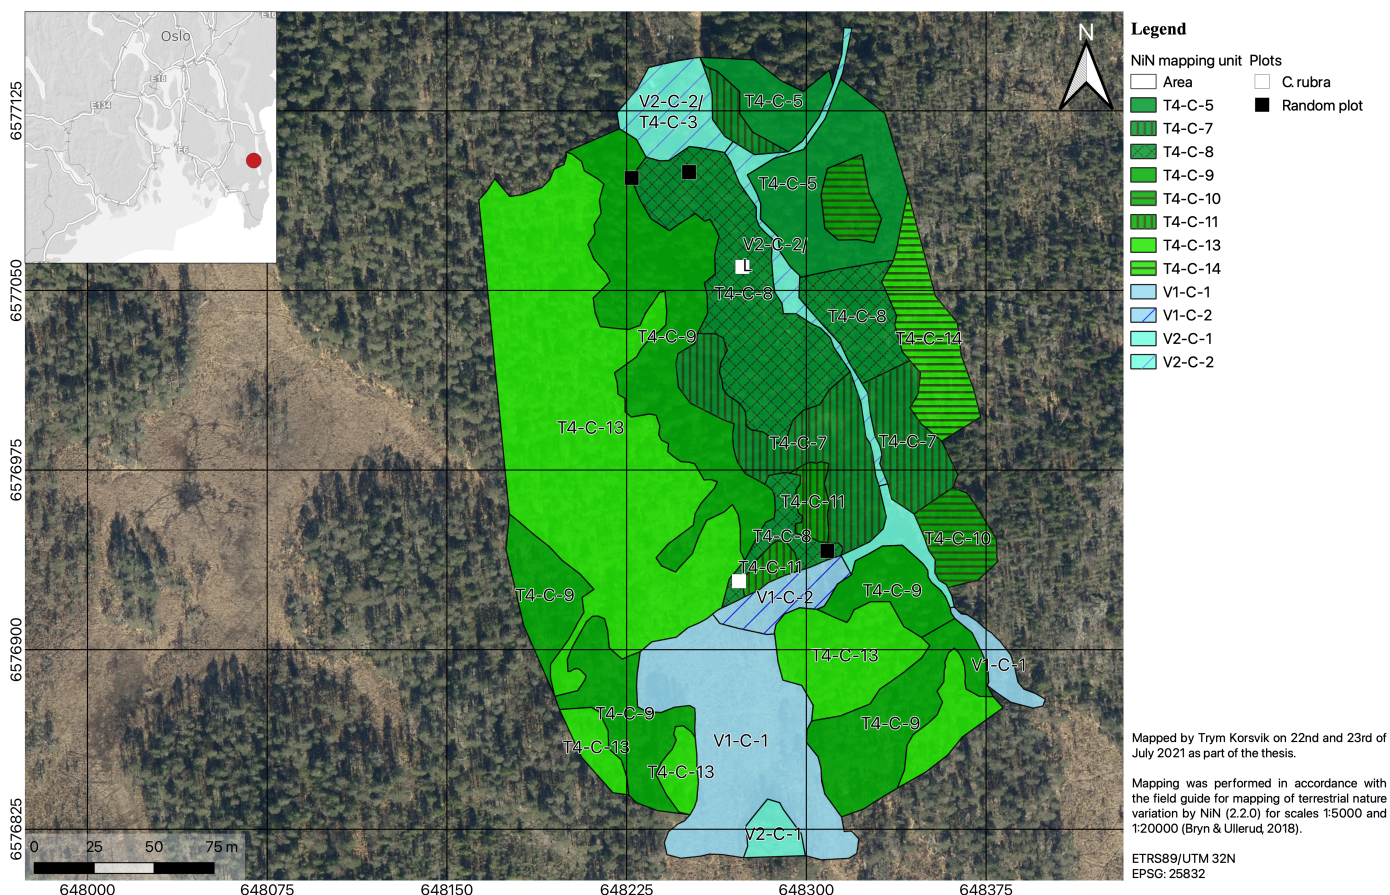 Oslo
E16
E18
E134
E6
N
6577125
6577050
6576975
6576900
6576825
V2-C-2/
T4-C-3
T4-C-5
T4-C-5
V2-C-2/
L
T4-C-8
T4-C-8
T4-C-9
T4-C-14
T4-C-13
T4-C-7
T4-C-7
T4-C-11
T4-C-8
T4-C-10
T4-C-11
T4-C-9
V1-C-2
T4-C-9
T4-C-13
V1-C-1
T4-C-9
T4-C-9
V1-C-1
T4-C-13
T4-C-13
V2-C-1
0 25 50 75 m
648000 648075 648150 648225 648300 648375
Legend
NiN mapping unit Plots
Area
T4-C-5
T4-C-7
T4-C-8
T4-C-9
T4-C-10
T4-C-11
T4-C-13
T4-C-14
V1-C-1
V1-C-2
V2-C-1
V2-C-2
C. rubra
Random plot
Mapped by Trym Korsvik on 22nd and 23rd of
July 2021 as part of the thesis.
Mapping was performed in accordance with
the field guide for mapping of terrestrial nature
variation by NiN (2.2.0) for scales 1:5000 and
1:20000 (Bryn & Ullerud, 2018).
ETRS89/UTM 32N
EPSG: 25832